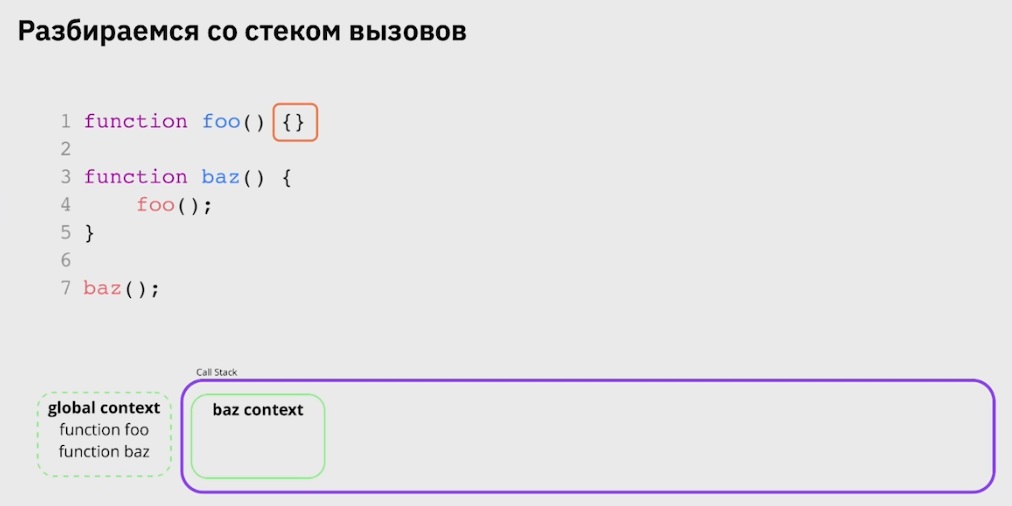 Разбираемся со стеком вызовов
1 function foo() {}
2
3 function baz() {
4 foo();
5 }
6
7 baz();
Call Stack
global context
function foo
function baz
baz context